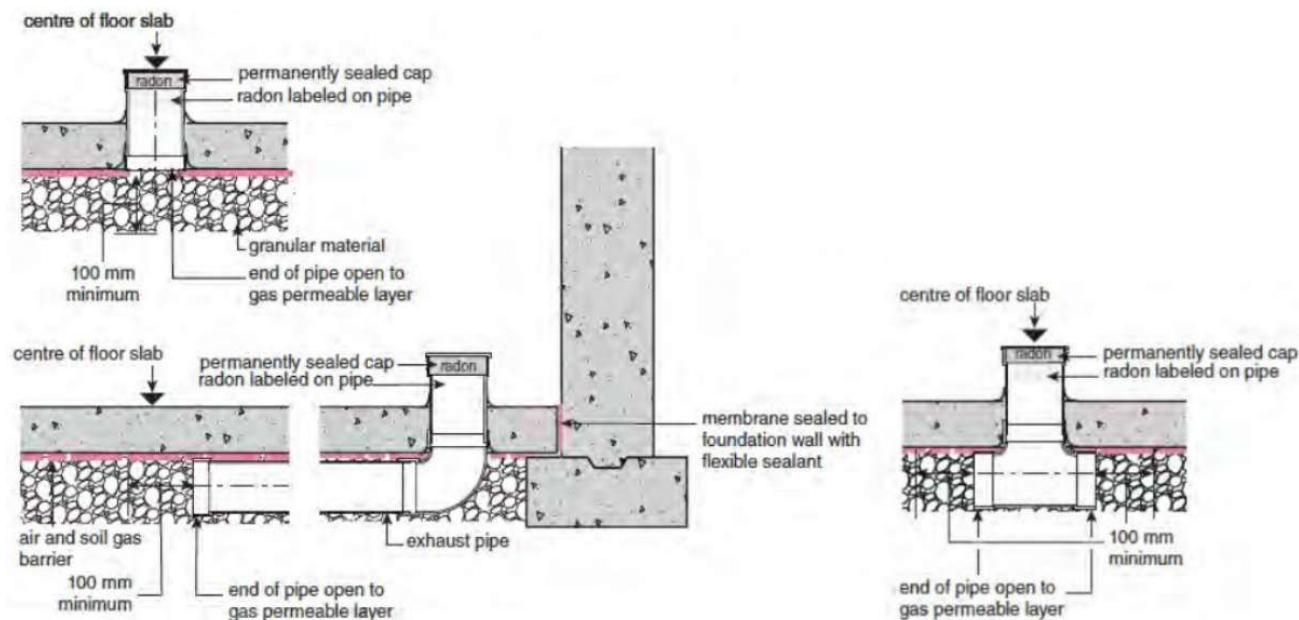 centre of floor slab
radon
permanently sealed cap
radon labeled on pipe
granular material
100 mm
minimum
end of pipe open to
gas permeable layer
centre of floor slab
permanently sealed cap
radon labeled on pipe
radon
membrane sealed to
foundation wall with
flexible sealant
air and soil gas
barrier
exhaust pipe
100 mm
minimum
end of pipe open to
gas permeable layer
centre of floor slab
radon
permanently sealed cap
radon labeled on pipe
100 mm
minimum
end of pipe open to
gas permeable layer